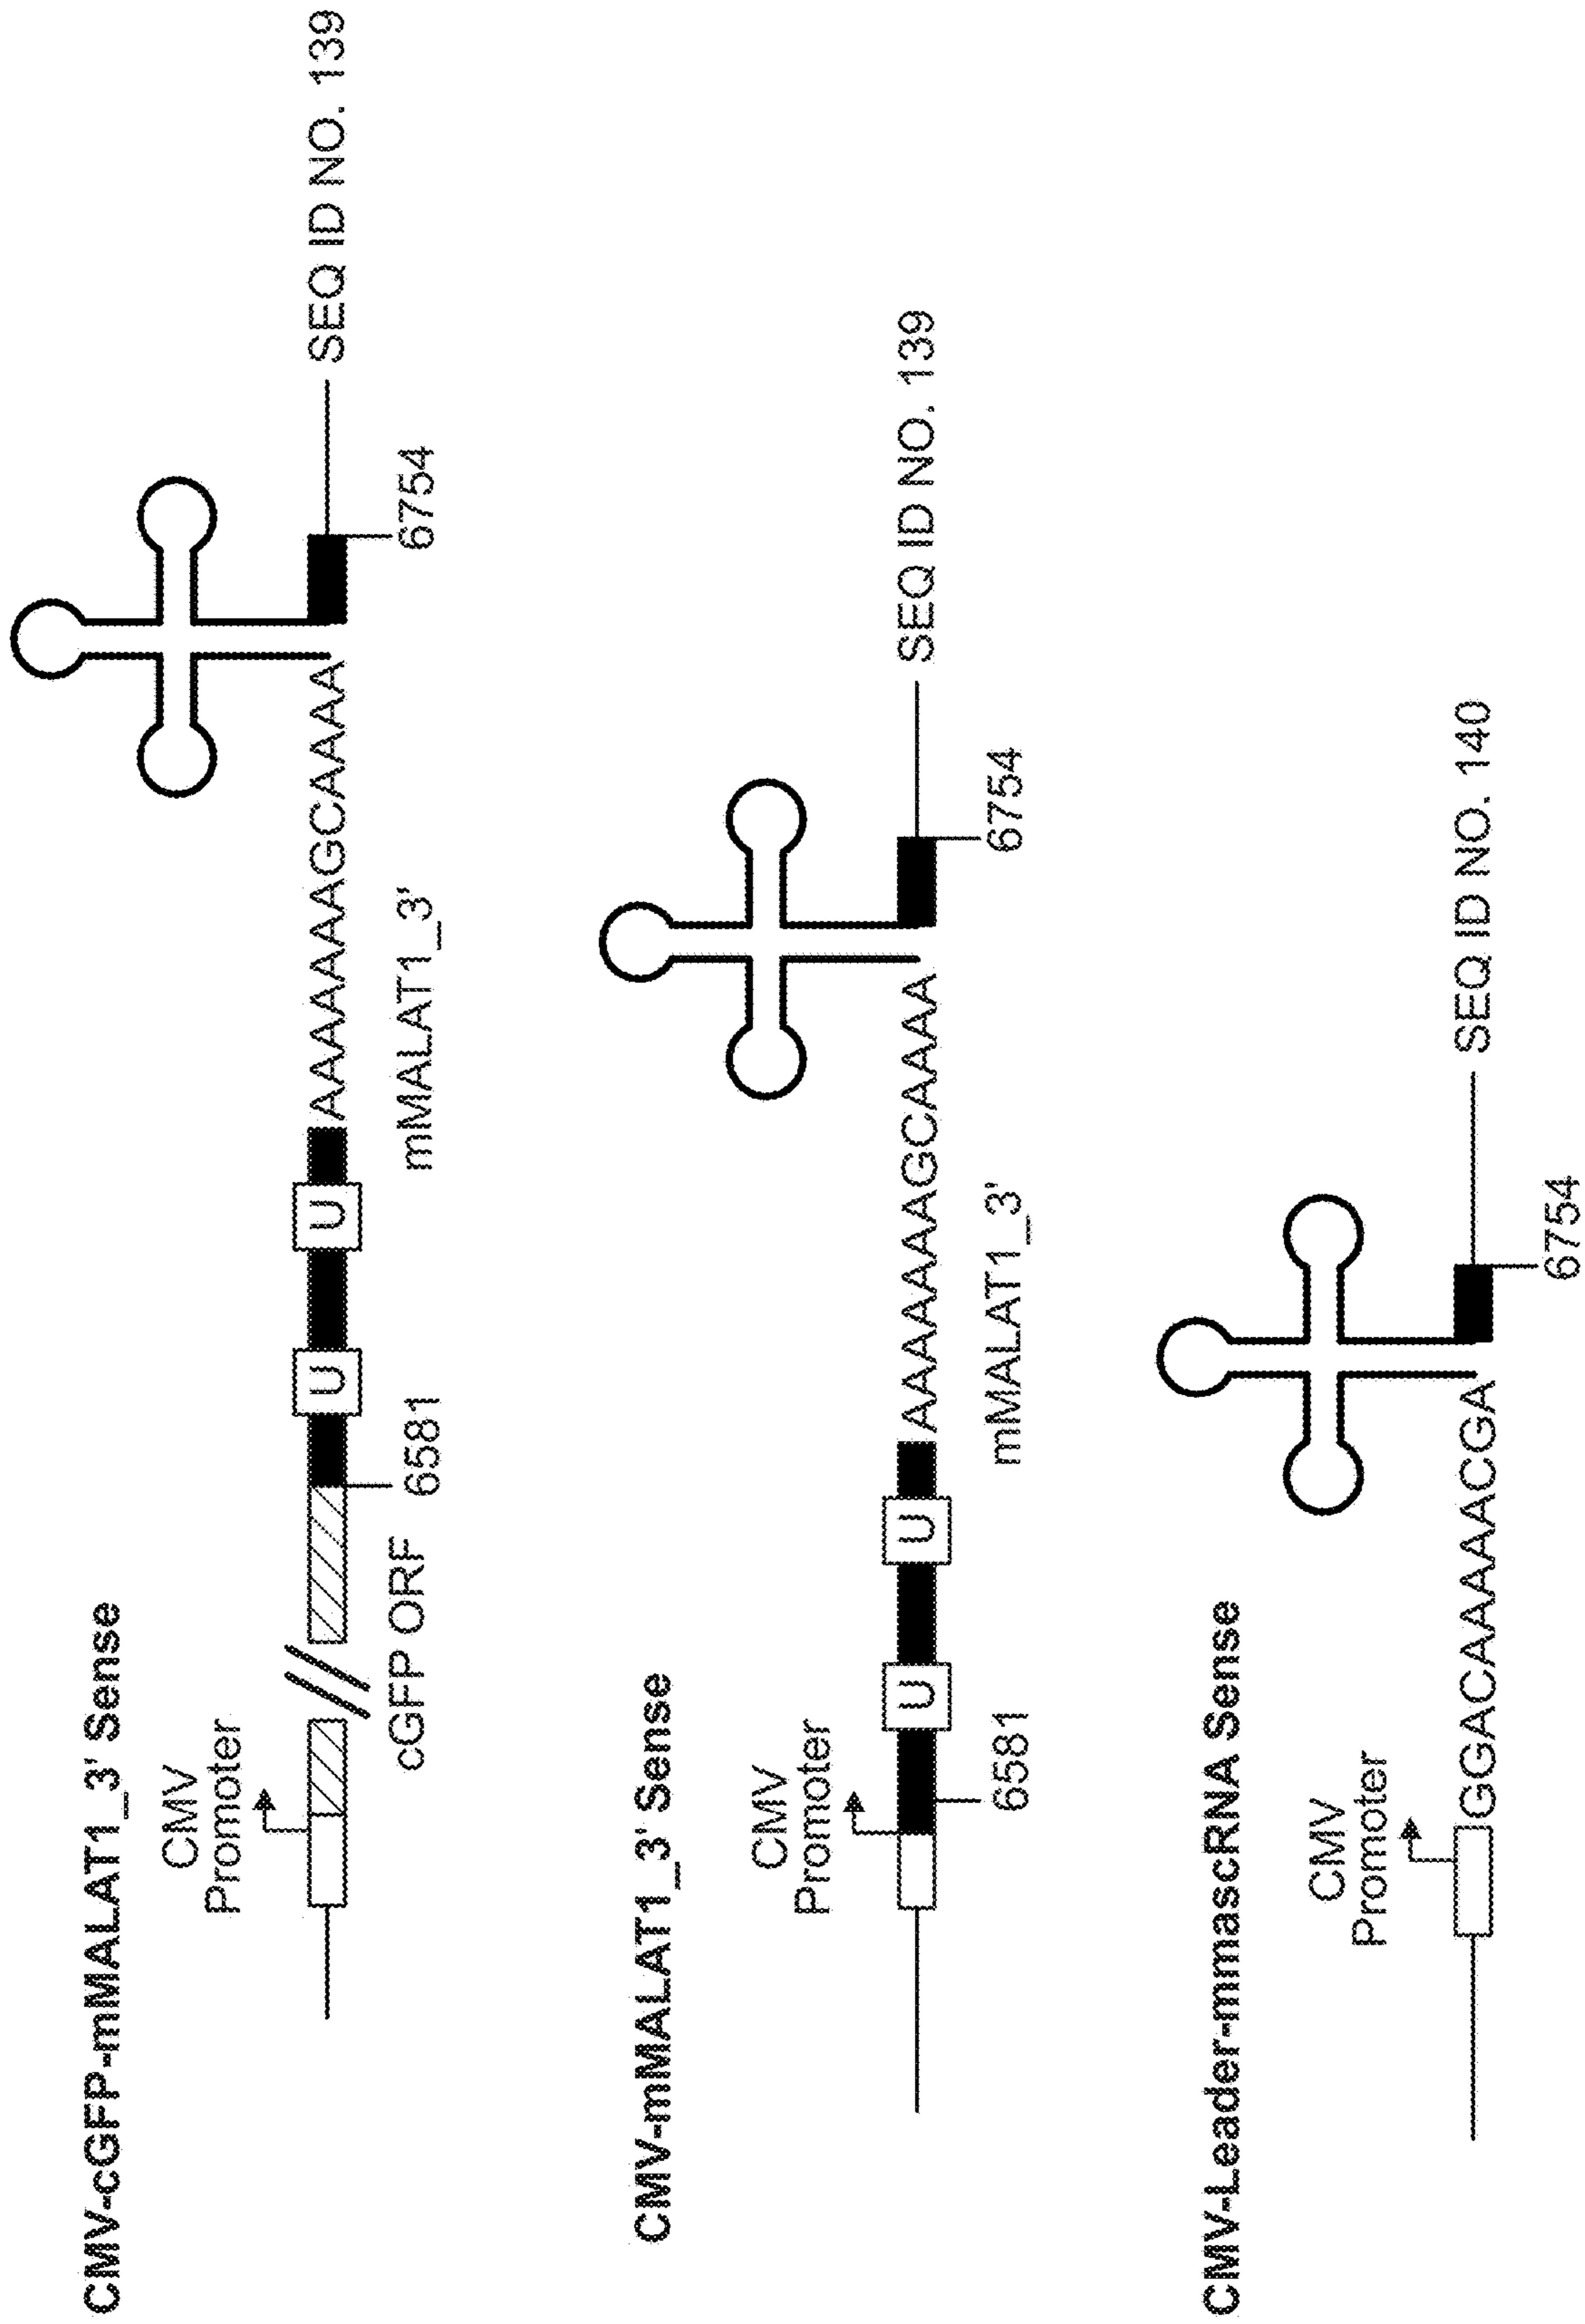 CMV-cGFP-mMALAT1_3' Sense
CMV
Promoter
cGFP ORF
6581
U
U
AAAAAAAGCAAAA
mMALAT1_3'
6754
SEQ ID NO. 139
CMV-mMALAT1_3' Sense
CMV
Promoter
6581
U
U
AAAAAAAGCAAAA
mMALAT1_3'
6754
SEQ ID NO. 139
CMV-Leader-mmascRNA Sense
CMV
Promoter
GGACAAAAACGA
6754
SEQ ID NO. 140